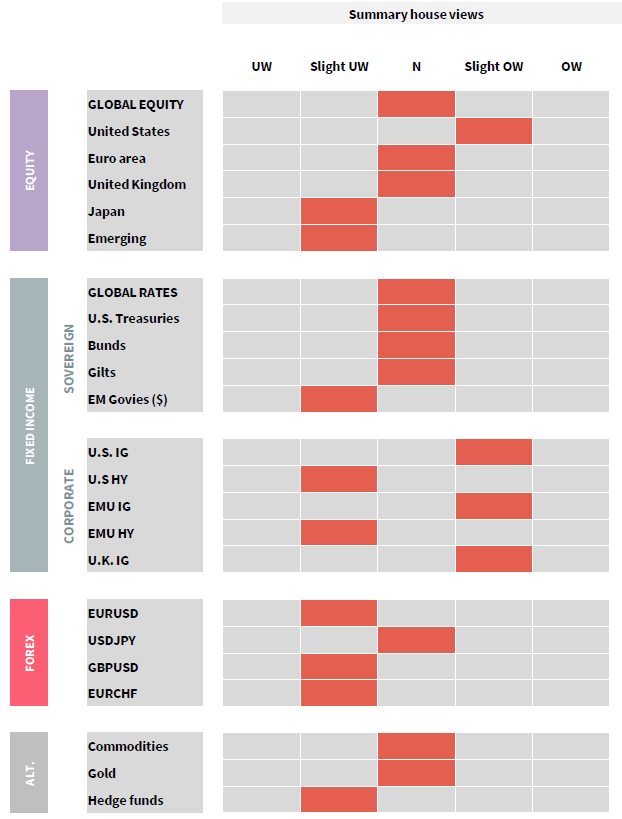 Summary house views
UW Slight UW N Slight OW OW
EQUITY
GLOBAL EQUITY
United States
Euro area
United Kingdom
Japan
Emerging
FIXED INCOME
SOVEREIGN
GLOBAL RATES
U.S. Treasuries
Bunds
Gilts
EM Govies ($)
CORPORATE
U.S. IG
U.S HY
EMU IG
EMU HY
U.K. IG
FOREX
EURUSD
USDJPY
GBPUSD
EURCHF
ALT.
Commodities
Gold
Hedge funds